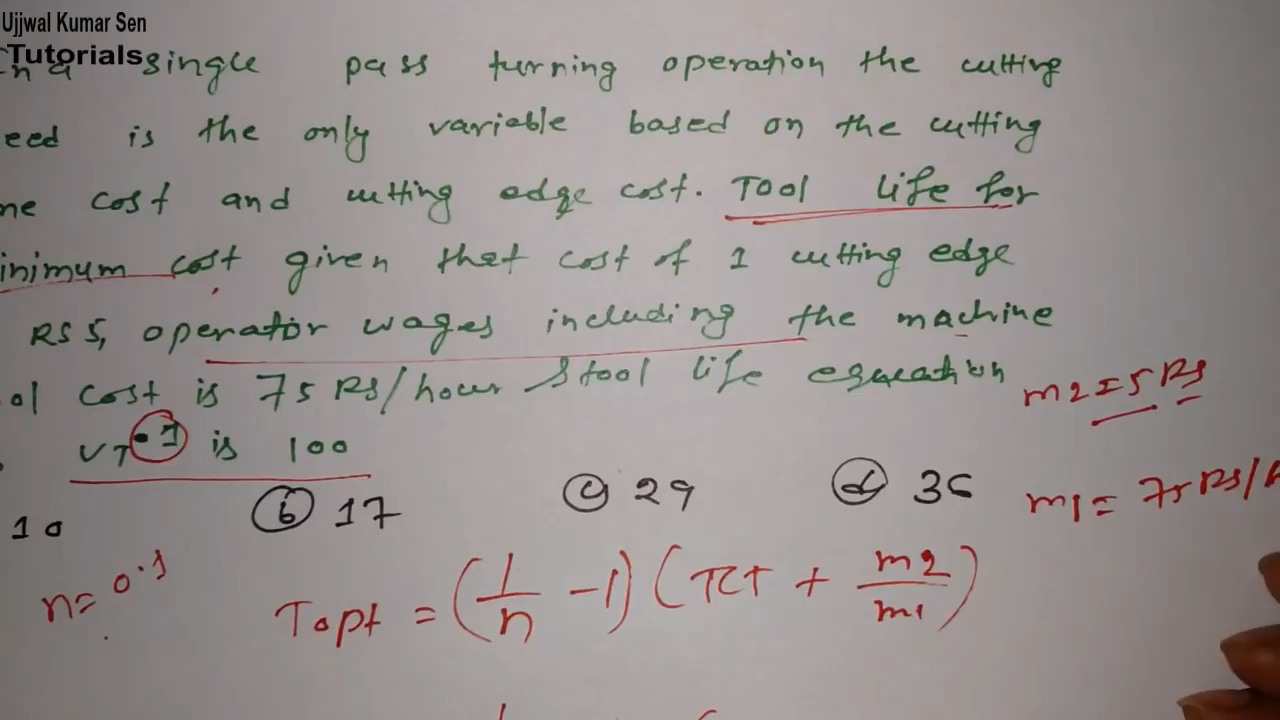 Ujjwal Kumar Sen
Tutorials
In a single pass turning operation the cutting
eed is the only variable based on the cutting
me cost and cutting edge cost. Tool life for
inimum cost given that cost of 1 cutting edge
RS 5, operator wages including the machine
ol cost is 75 RS/hour & tool life equation
VT^.1 is 100
m2 = 5 Rs
10 (b) 17 (c) 29 (d) 36
m1 = 75 RS/h
n = 0.1
Topt = (1/n - 1) (TCT + m2/m1)